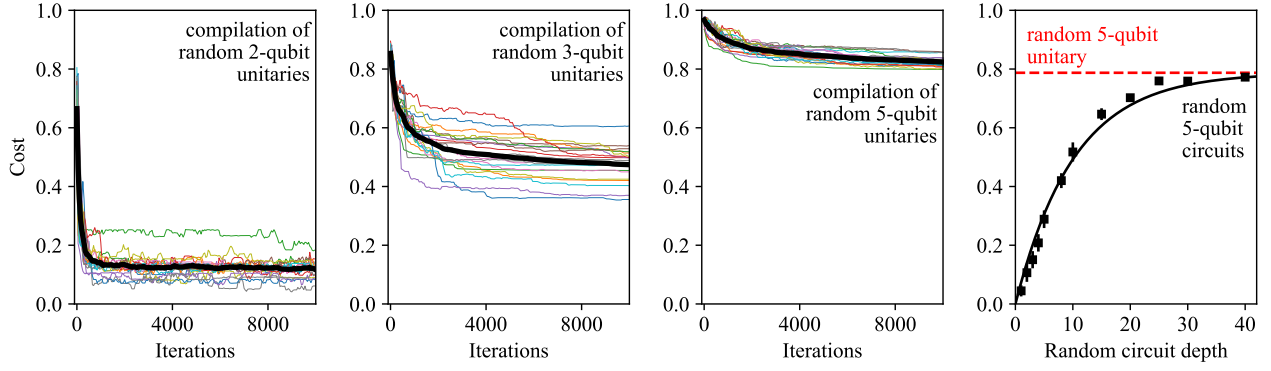 compilation of
random 2-qubit
unitaries
Cost
1.0
0.8
0.6
0.4
0.2
0.0
0
4000
8000
Iterations
compilation of
random 3-qubit
unitaries
1.0
0.8
0.6
0.4
0.2
0.0
0
4000
8000
Iterations
compilation of
random 5-qubit
unitaries
1.0
0.8
0.6
0.4
0.2
0.0
0
4000
8000
Iterations
random 5-qubit
unitary
random
5-qubit
circuits
1.0
0.8
0.6
0.4
0.2
0.0
0
10
20
30
40
Random circuit depth